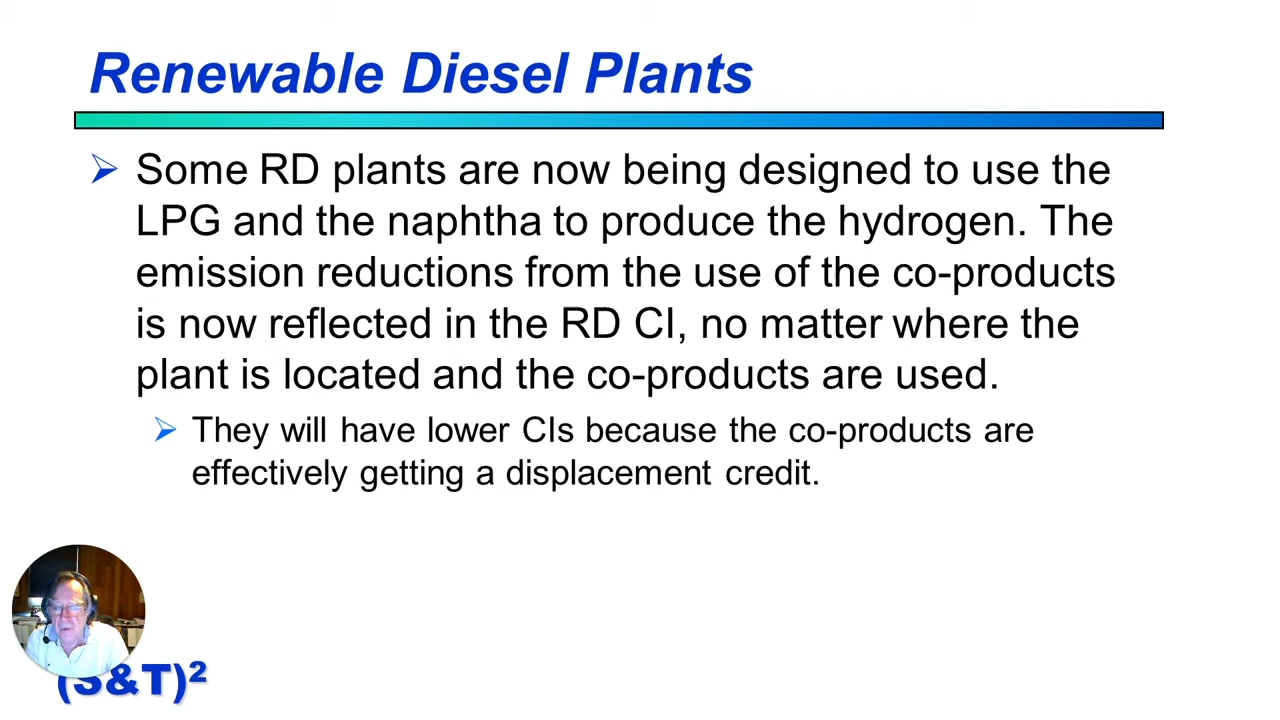 Renewable Diesel Plants
Some RD plants are now being designed to use the
LPG and the naphtha to produce the hydrogen. The
emission reductions from the use of the co-products
is now reflected in the RD CI, no matter where the
plant is located and the co-products are used.
They will have lower CIs because the co-products are
effectively getting a displacement credit.
(S&T)²